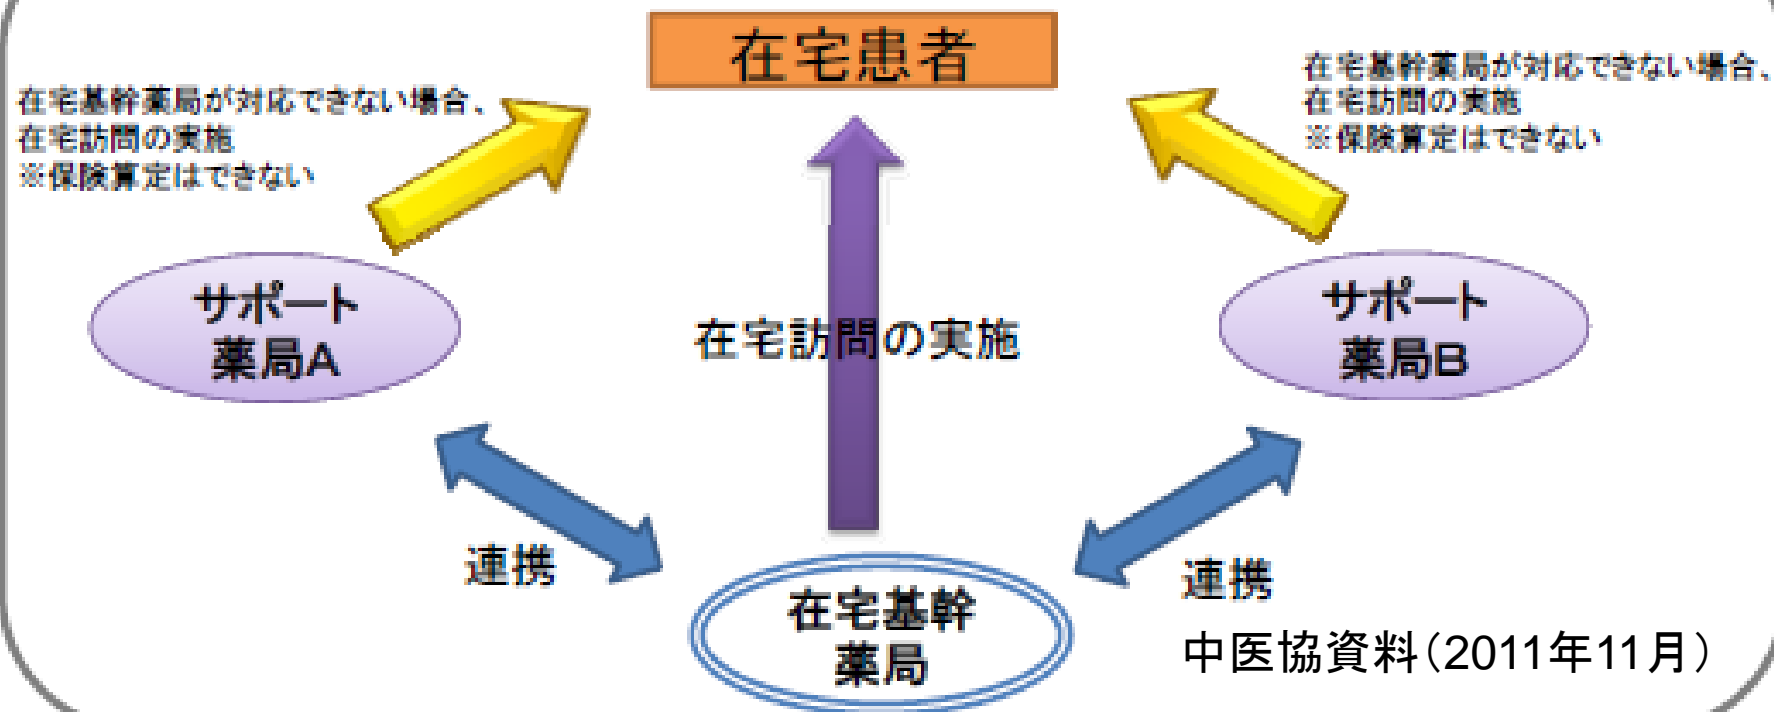 在宅患者
在宅基幹薬局が対応できない場合、
在宅訪問の実施
※保険算定はできない
在宅基幹薬局が対応できない場合、
在宅訪問の実施
※保険算定はできない
サポート
薬局A
在宅訪問の実施
サポート
薬局B
連携
連携
在宅基幹
薬局
中医協資料（2011年11月）